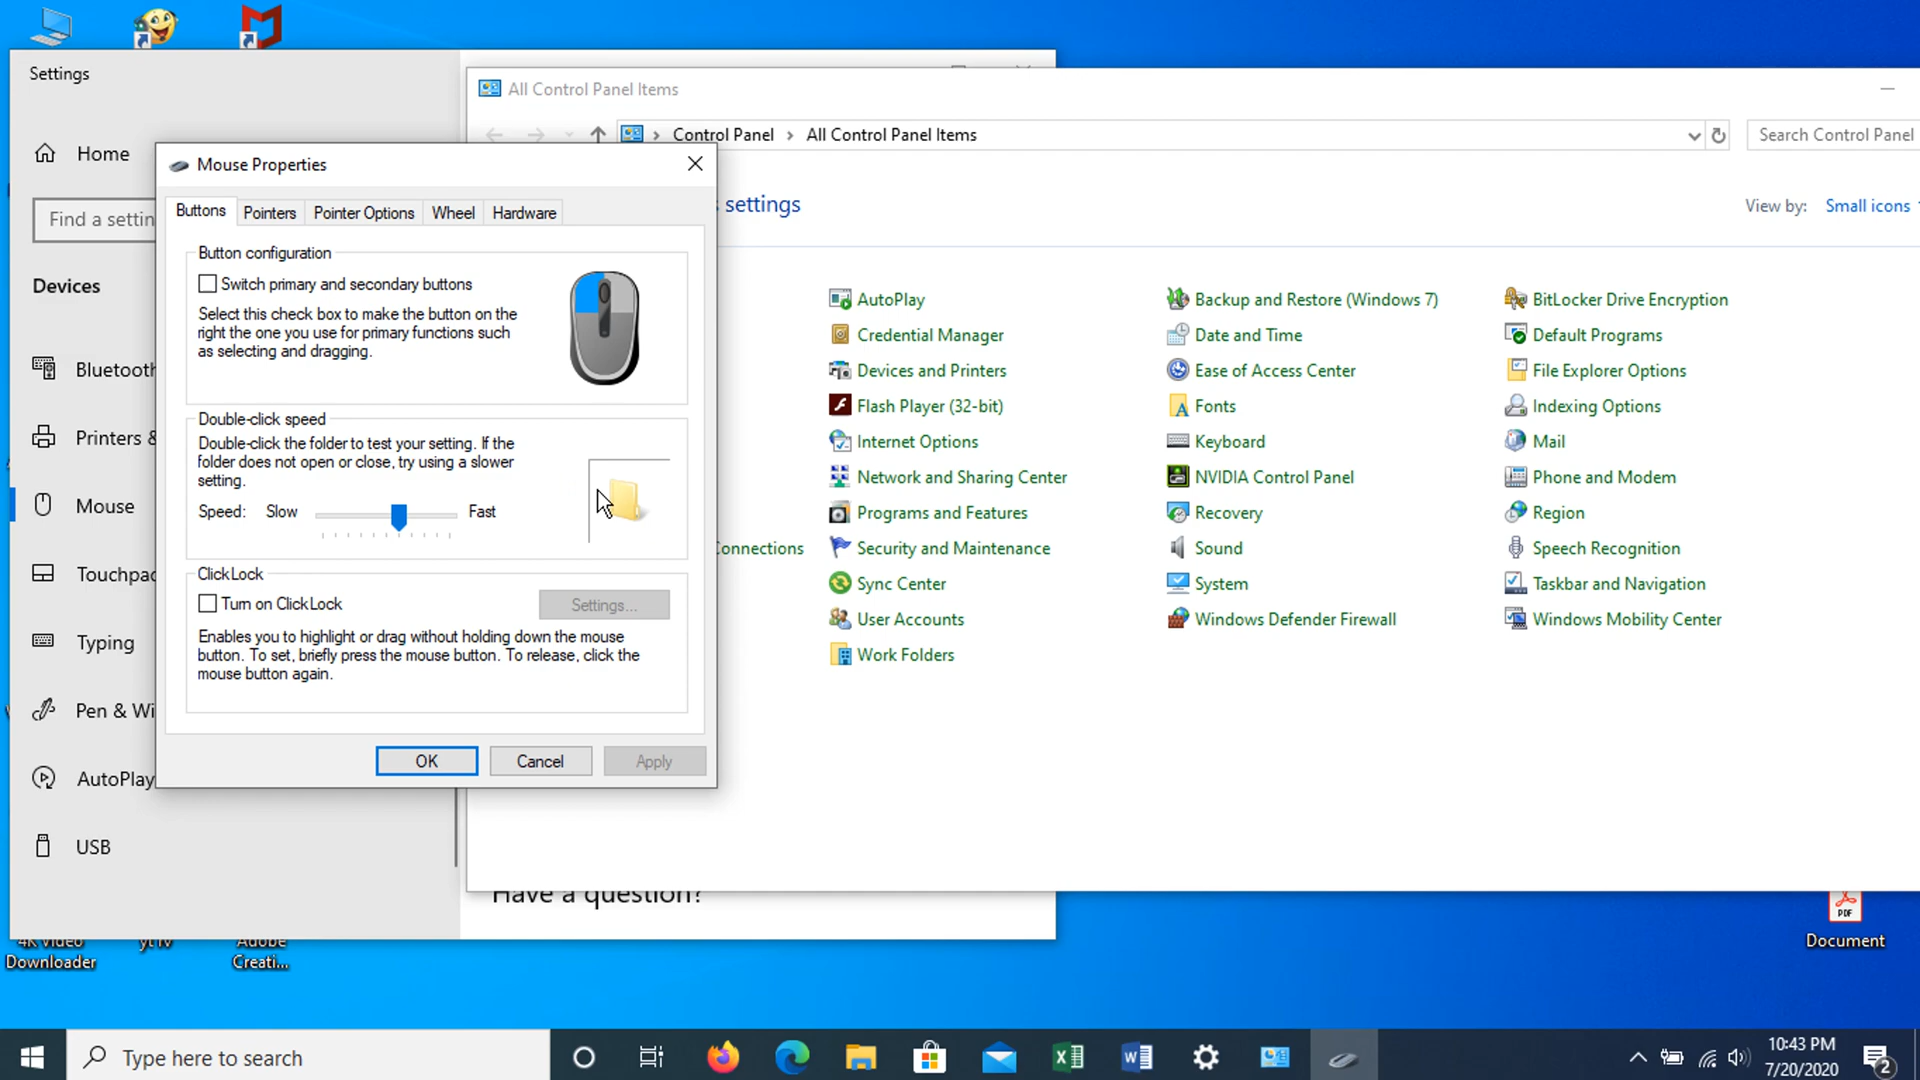 Settings
All Control Panel Items
Home
Control Panel
All Control Panel Items
Search Control Panel
Mouse Properties
Find a settin
Buttons
Pointers
Pointer Options
Wheel
Hardware
settings
View by:
Small icons
Devices
Button configuration
Switch primary and secondary buttons
Select this check box to make the button on the
right the one you use for primary functions such
as selecting and dragging.
Bluetooth
Printers &
Mouse
Touchpad
Typing
Pen & Wi
AutoPlay
USB
Double-click speed
Double-click the folder to test your setting. If the
folder does not open or close, try using a slower
setting.
Speed:
Slow
Fast
ClickLock
Turn on ClickLock
Settings...
Enables you to highlight or drag without holding down the mouse
button. To set, briefly press the mouse button. To release, click the
mouse button again.
OK
Cancel
Apply
AutoPlay
Backup and Restore (Windows 7)
BitLocker Drive Encryption
Credential Manager
Date and Time
Default Programs
Devices and Printers
Ease of Access Center
File Explorer Options
Flash Player (32-bit)
Fonts
Indexing Options
Internet Options
Keyboard
Mail
Network and Sharing Center
NVIDIA Control Panel
Phone and Modem
Programs and Features
Recovery
Region
Connections
Security and Maintenance
Sound
Speech Recognition
Sync Center
System
Taskbar and Navigation
User Accounts
Windows Defender Firewall
Windows Mobility Center
Work Folders
Have a question?
4K Video
Downloader
Adobe
Creati...
PDF
Document
Type here to search
10:43 PM
7/20/2020
2